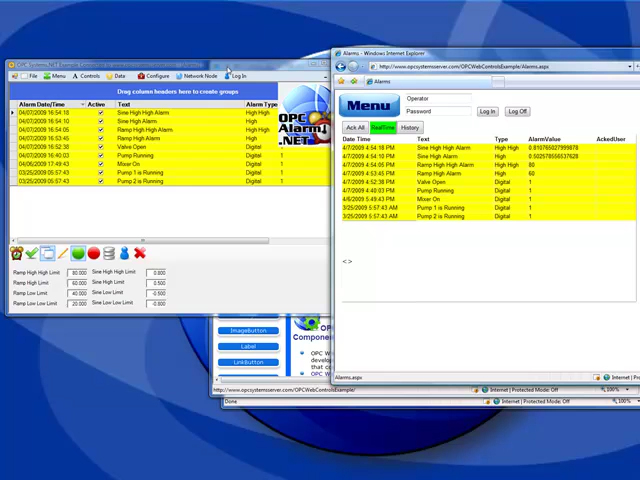 OPC Systems.NET Example
File Menu Controls Data Configure Network Node Log In
Drag column headers here to create groups
Alarm Date/Time Active Text Alarm Type
04/07/2009 16:54:18 Sine High High Alarm High High
04/07/2009 16:54:10 Sine High Alarm High
04/07/2009 16:54:05 Ramp High High Alarm High High
04/07/2009 16:53:45 Ramp High Alarm High
04/07/2009 16:52:38 Valve Open Digital 1
04/07/2009 16:40:03 Pump Running Digital 1
04/06/2009 17:49:43 Mixer On Digital 1
03/25/2009 05:57:43 Pump 1 is Running Digital 1
03/25/2009 05:57:43 Pump 2 is Running Digital 1
OPC
Alarm
.NET
Ramp High High Limit 80.000 Sine High High Limit 0.800
Ramp High Limit 60.000 Sine High Limit 0.500
Ramp Low Limit 40.000 Sine Low Limit -0.500
Ramp Low Low Limit 20.000 Sine Low Low Limit -0.800
Alarms - Windows Internet Explorer
http://www.opcsystemsserver.com/OPCWebControlsExample/Alarms.aspx
Alarms
Menu
Operator
Password Log In Log Off
Ack All RealTime History
Date Time Text Type AlarmValue AckedUser
4/7/2009 4:54:18 PM Sine High High Alarm High High 0.810765027999878
4/7/2009 4:54:10 PM Sine High Alarm High 0.502578566537628
4/7/2009 4:54:05 PM Ramp High High Alarm High High 80
4/7/2009 4:53:45 PM Ramp High Alarm High 60
4/7/2009 4:52:38 PM Valve Open Digital 1
4/7/2009 4:40:03 PM Pump Running Digital 1
4/6/2009 5:49:43 PM Mixer On Digital 1
3/25/2009 5:57:43 AM Pump 1 is Running Digital 1
3/25/2009 5:57:43 AM Pump 2 is Running Digital 1
< >
Alarms.aspx Internet | Pr
ImageButton
Label
LinkButton
Component
OPC W
develo
that co
OPC W
http://www.opcsystemsserver.com/OPCWebControlsExample/ Internet | Protected Mode: Off 100%
Done Internet | Protected Mode: Off 100%